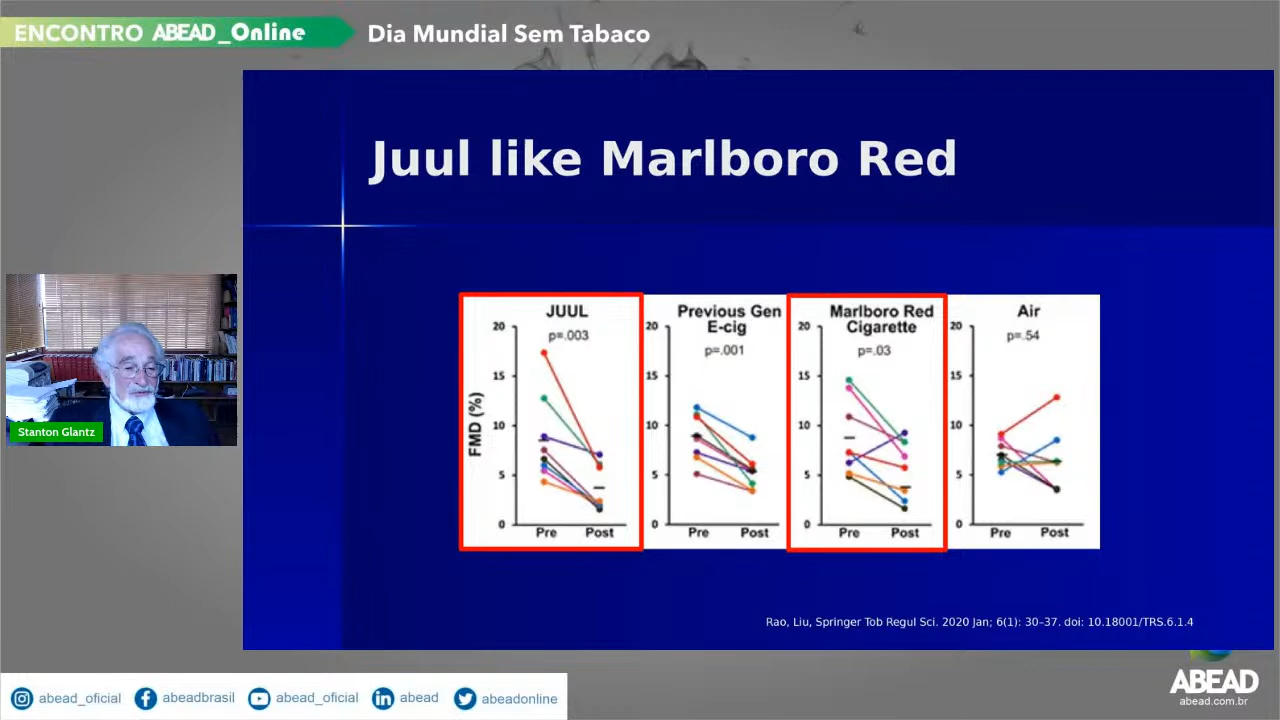 ENCONTRO ABEAD_Online
Dia Mundial Sem Tabaco
Juul like Marlboro Red
JUUL
p=.003
FMD (%)
20
15
10
5
0
Pre
Post
Previous Gen
E-cig
p=.001
20
15
10
5
0
Pre
Post
Marlboro Red
Cigarette
p=.03
20
15
10
5
0
Pre
Post
Air
p=.54
20
15
10
5
0
Pre
Post
Stanton Glantz
Rao, Liu, Springer Tob Regul Sci. 2020 Jan; 6(1): 30–37. doi: 10.18001/TRS.6.1.4
abead_oficial
abeadbrasil
abead_oficial
abead
abeadonline
ABEAD
abead.com.br